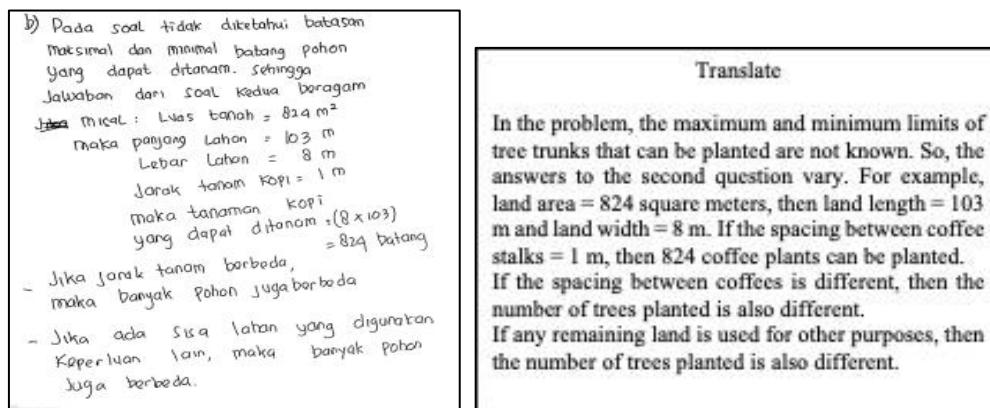 b) Pada soal tidak diketahui batasan
maksimal dan minimal batang pohon
yang dapat ditanam. sehingga
Jawaban dari soal kedua beragam
misal : Luas tanah = 824 m²
maka panjang Lahan = 103 m
Lebar Lahan = 8 m
Jarak tanam kopi = 1 m
maka tanaman kopi
yang dapat ditanam = (8 x 103)
= 824 batang
- Jika jarak tanam berbeda,
maka banyak pohon juga berbeda
- Jika ada sisa lahan yang digunakan
keperluan lain, maka banyak pohon
Juga berbeda.
Translate
In the problem, the maximum and minimum limits of
tree trunks that can be planted are not known. So, the
answers to the second question vary. For example,
land area = 824 square meters, then land length = 103
m and land width = 8 m. If the spacing between coffee
stalks = 1 m, then 824 coffee plants can be planted.
If the spacing between coffees is different, then the
number of trees planted is also different.
If any remaining land is used for other purposes, then
the number of trees planted is also different.